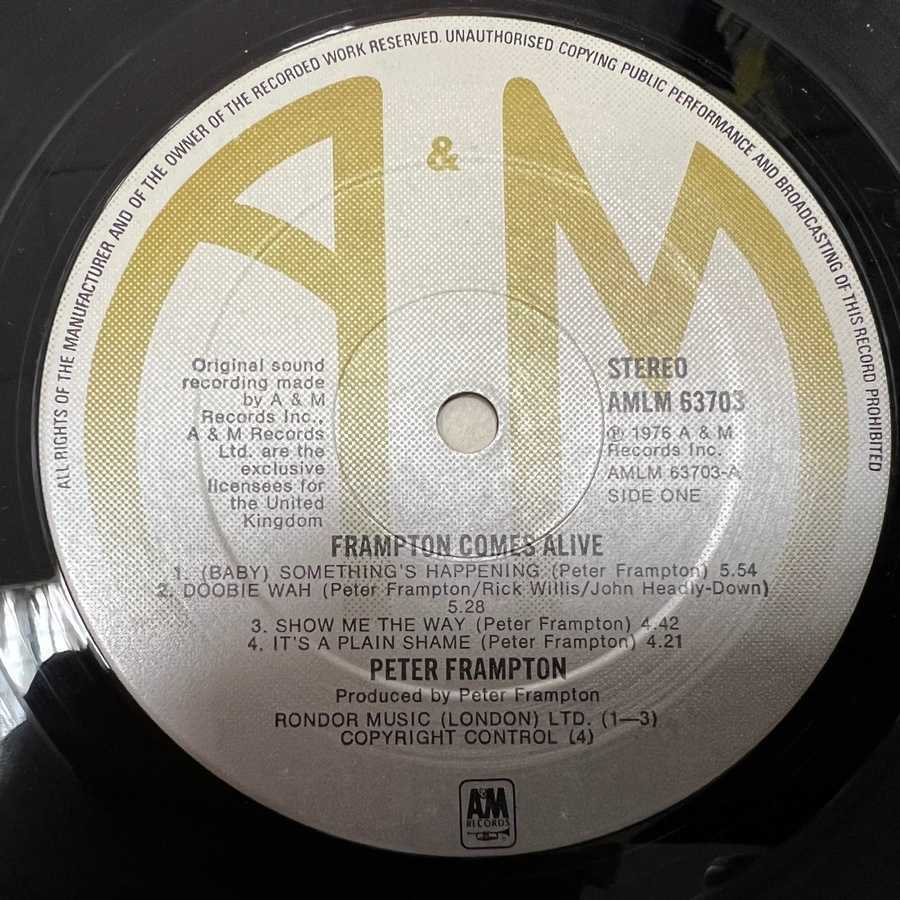 ALL RIGHTS OF THE MANUFACTURER AND OF THE OWNER OF THE RECORDED WORK RESERVED. UNAUTHORISED COPYING PUBLIC PERFORMANCE AND BROADCASTING OF THIS RECORD PROHIBITED
A & M
Original sound
recording made
by A & M
Records Inc.,
A & M Records
Ltd. are the
exclusive
licensees for
the United
Kingdom
STEREO
AMLM 63703
℗ 1976 A & M
Records Inc.
AMLM 63703-A
SIDE ONE
FRAMPTON COMES ALIVE
1. (BABY) SOMETHING'S HAPPENING (Peter Frampton) 5.54
2. DOOBIE WAH (Peter Frampton/Rick Willis/John Headly-Down)
5.28
3. SHOW ME THE WAY (Peter Frampton) 4.42
4. IT'S A PLAIN SHAME (Peter Frampton) 4.21
PETER FRAMPTON
Produced by Peter Frampton
RONDOR MUSIC (LONDON) LTD. (1—3)
COPYRIGHT CONTROL (4)
A&M
RECORDS